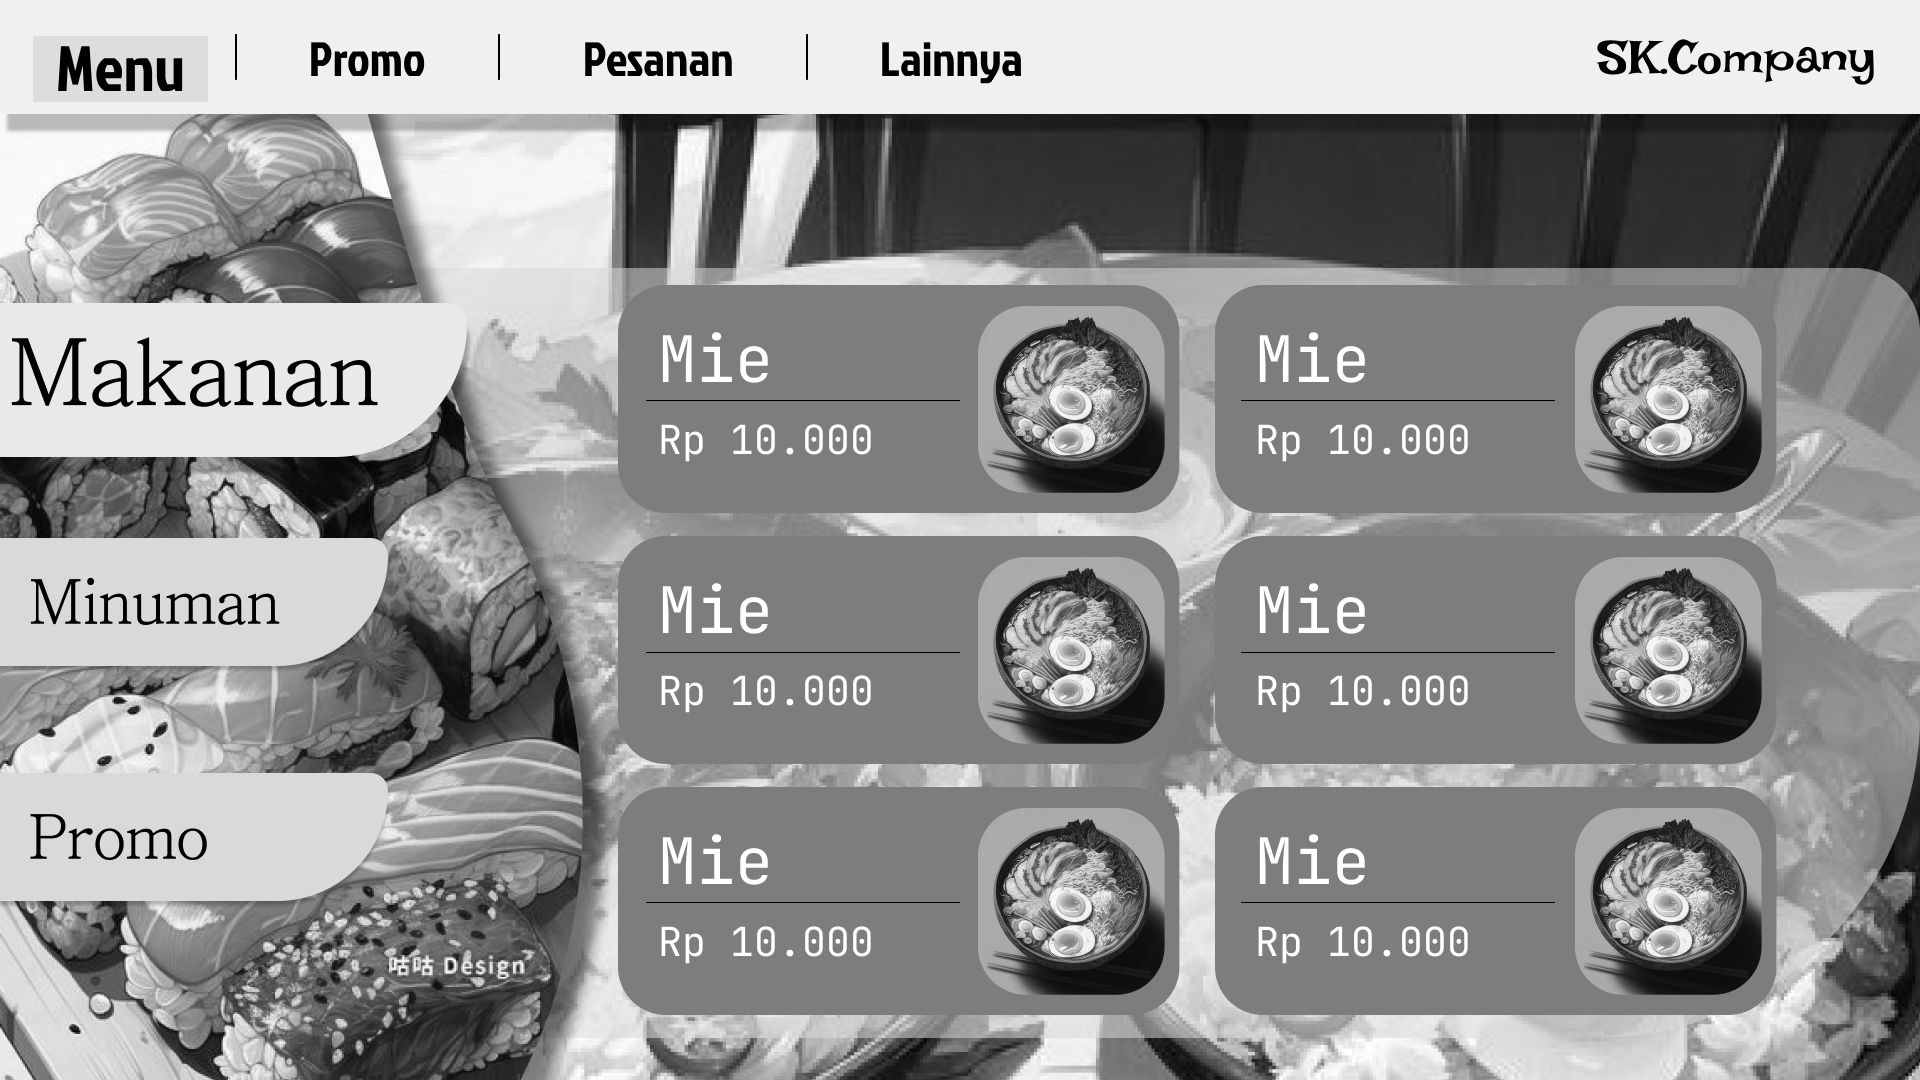 Menu
Promo
Pesanan
Lainnya
SK.Company
Makanan
Minuman
Promo
Mie
Rp 10.000
Mie
Rp 10.000
Mie
Rp 10.000
Mie
Rp 10.000
Mie
Rp 10.000
Mie
Rp 10.000
咕咕 Design